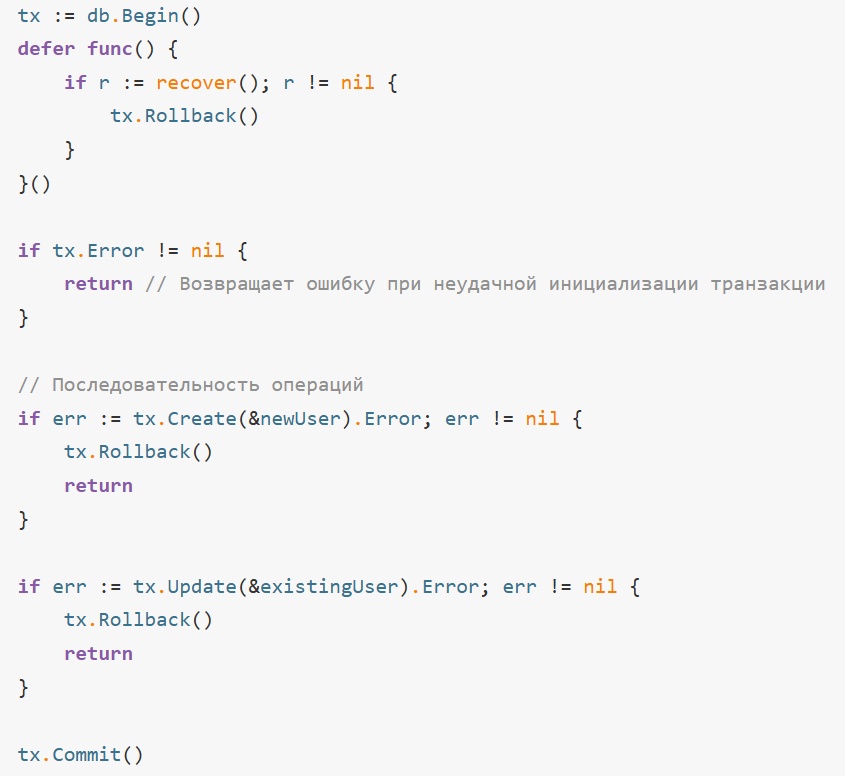 tx := db.Begin()
defer func() {
    if r := recover(); r != nil {
        tx.Rollback()
    }
}()

if tx.Error != nil {
    return // Возвращает ошибку при неудачной инициализации транзакции
}

// Последовательность операций
if err := tx.Create(&newUser).Error; err != nil {
    tx.Rollback()
    return
}

if err := tx.Update(&existingUser).Error; err != nil {
    tx.Rollback()
    return
}

tx.Commit()